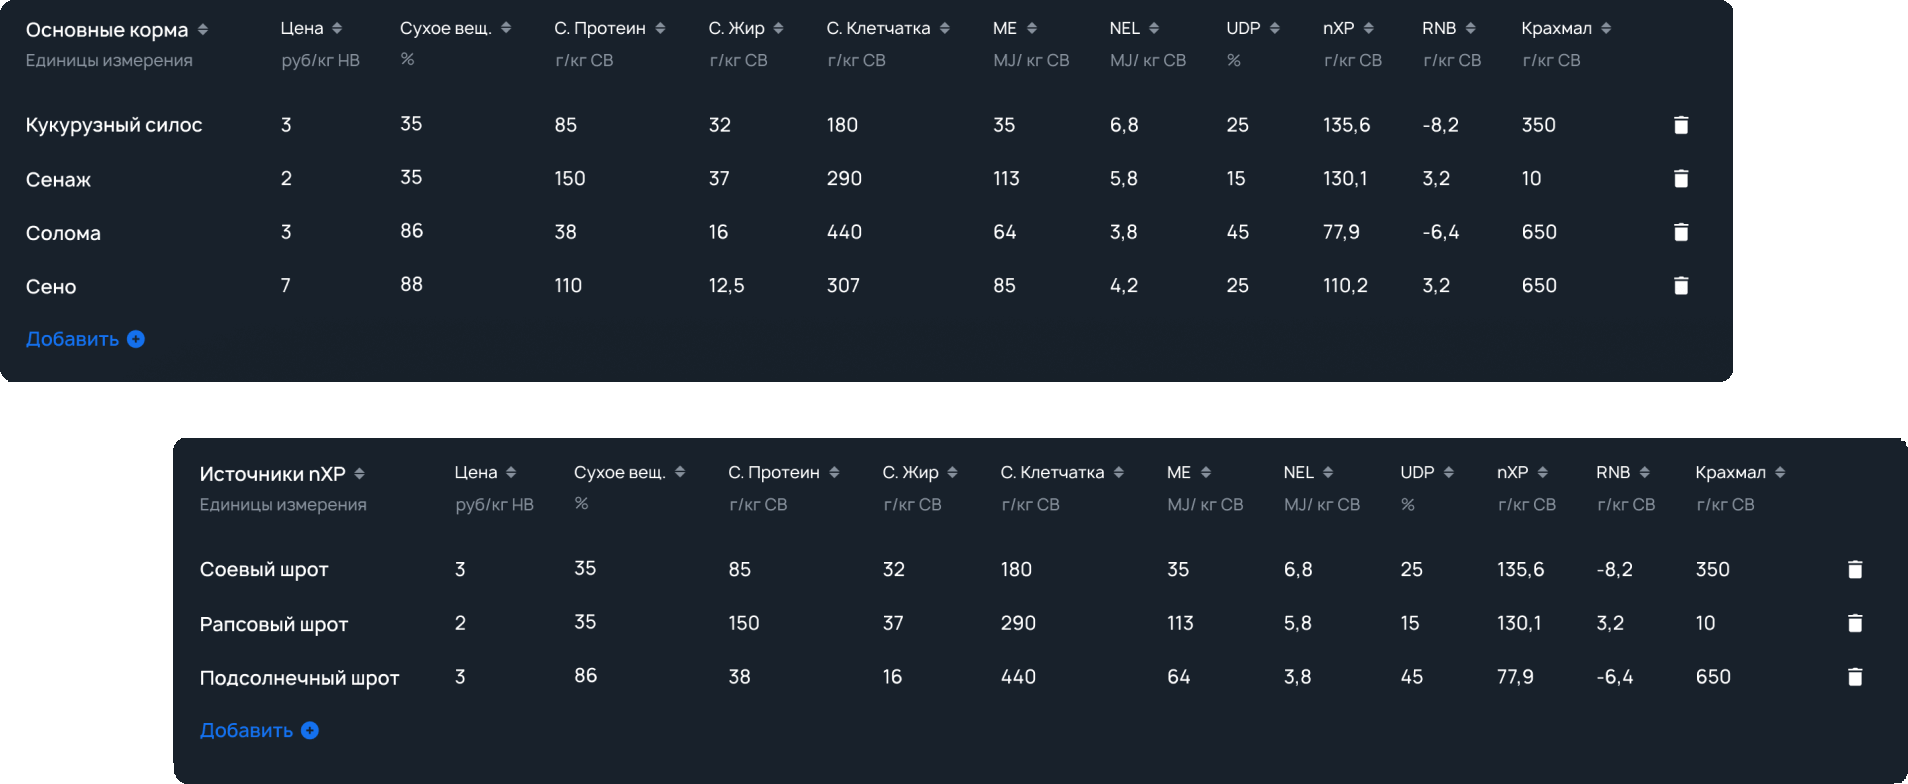 Основные корма Цена Сухое вещ. С. Протеин С. Жир С. Клетчатка ME NEL UDP nXP RNB Крахмал
Единицы измерения руб/кг НВ % г/кг СВ г/кг СВ г/кг СВ MJ/ кг СВ MJ/ кг СВ % г/кг СВ г/кг СВ г/кг СВ
Кукурузный силос 3 35 85 32 180 35 6,8 25 135,6 -8,2 350
Сенаж 2 35 150 37 290 113 5,8 15 130,1 3,2 10
Солома 3 86 38 16 440 64 3,8 45 77,9 -6,4 650
Сено 7 88 110 12,5 307 85 4,2 25 110,2 3,2 650
Добавить
Источники nXP Цена Сухое вещ. С. Протеин С. Жир С. Клетчатка ME NEL UDP nXP RNB Крахмал
Единицы измерения руб/кг НВ % г/кг СВ г/кг СВ г/кг СВ MJ/ кг СВ MJ/ кг СВ % г/кг СВ г/кг СВ г/кг СВ
Соевый шрот 3 35 85 32 180 35 6,8 25 135,6 -8,2 350
Рапсовый шрот 2 35 150 37 290 113 5,8 15 130,1 3,2 10
Подсолнечный шрот 3 86 38 16 440 64 3,8 45 77,9 -6,4 650
Добавить